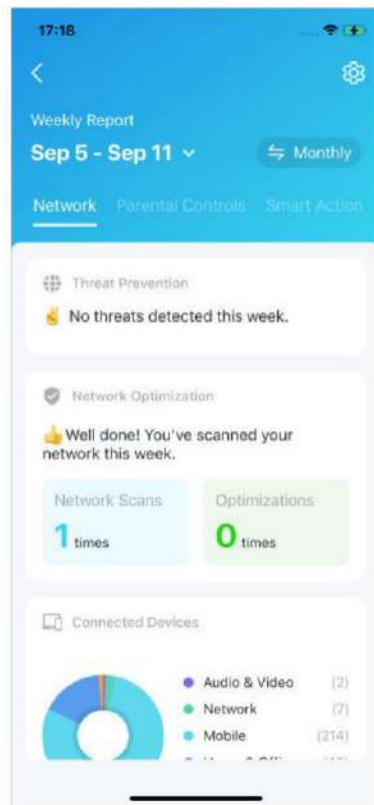 17:18
Weekly Report
Sep 5 - Sep 11
Monthly
Network Parental Controls Smart Action
Threat Prevention
✌️ No threats detected this week.
Network Optimization
👍 Well done! You've scanned your
network this week.
Network Scans Optimizations
1 times 0 times
Connected Devices
Audio & Video (2)
Network (7)
Mobile (214)